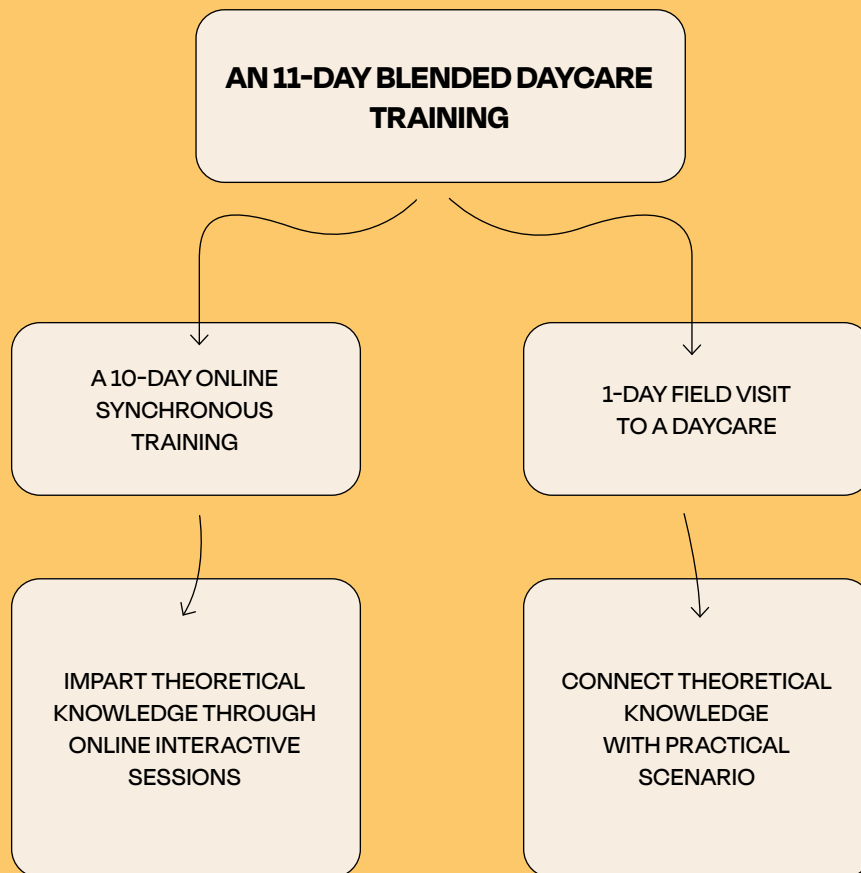 AN 11-DAY BLENDED DAYCARE
TRAINING
A 10-DAY ONLINE
SYNCHRONOUS
TRAINING
1-DAY FIELD VISIT
TO A DAYCARE
IMPART THEORETICAL
KNOWLEDGE THROUGH
ONLINE INTERACTIVE
SESSIONS
CONNECT THEORETICAL
KNOWLEDGE
WITH PRACTICAL
SCENARIO